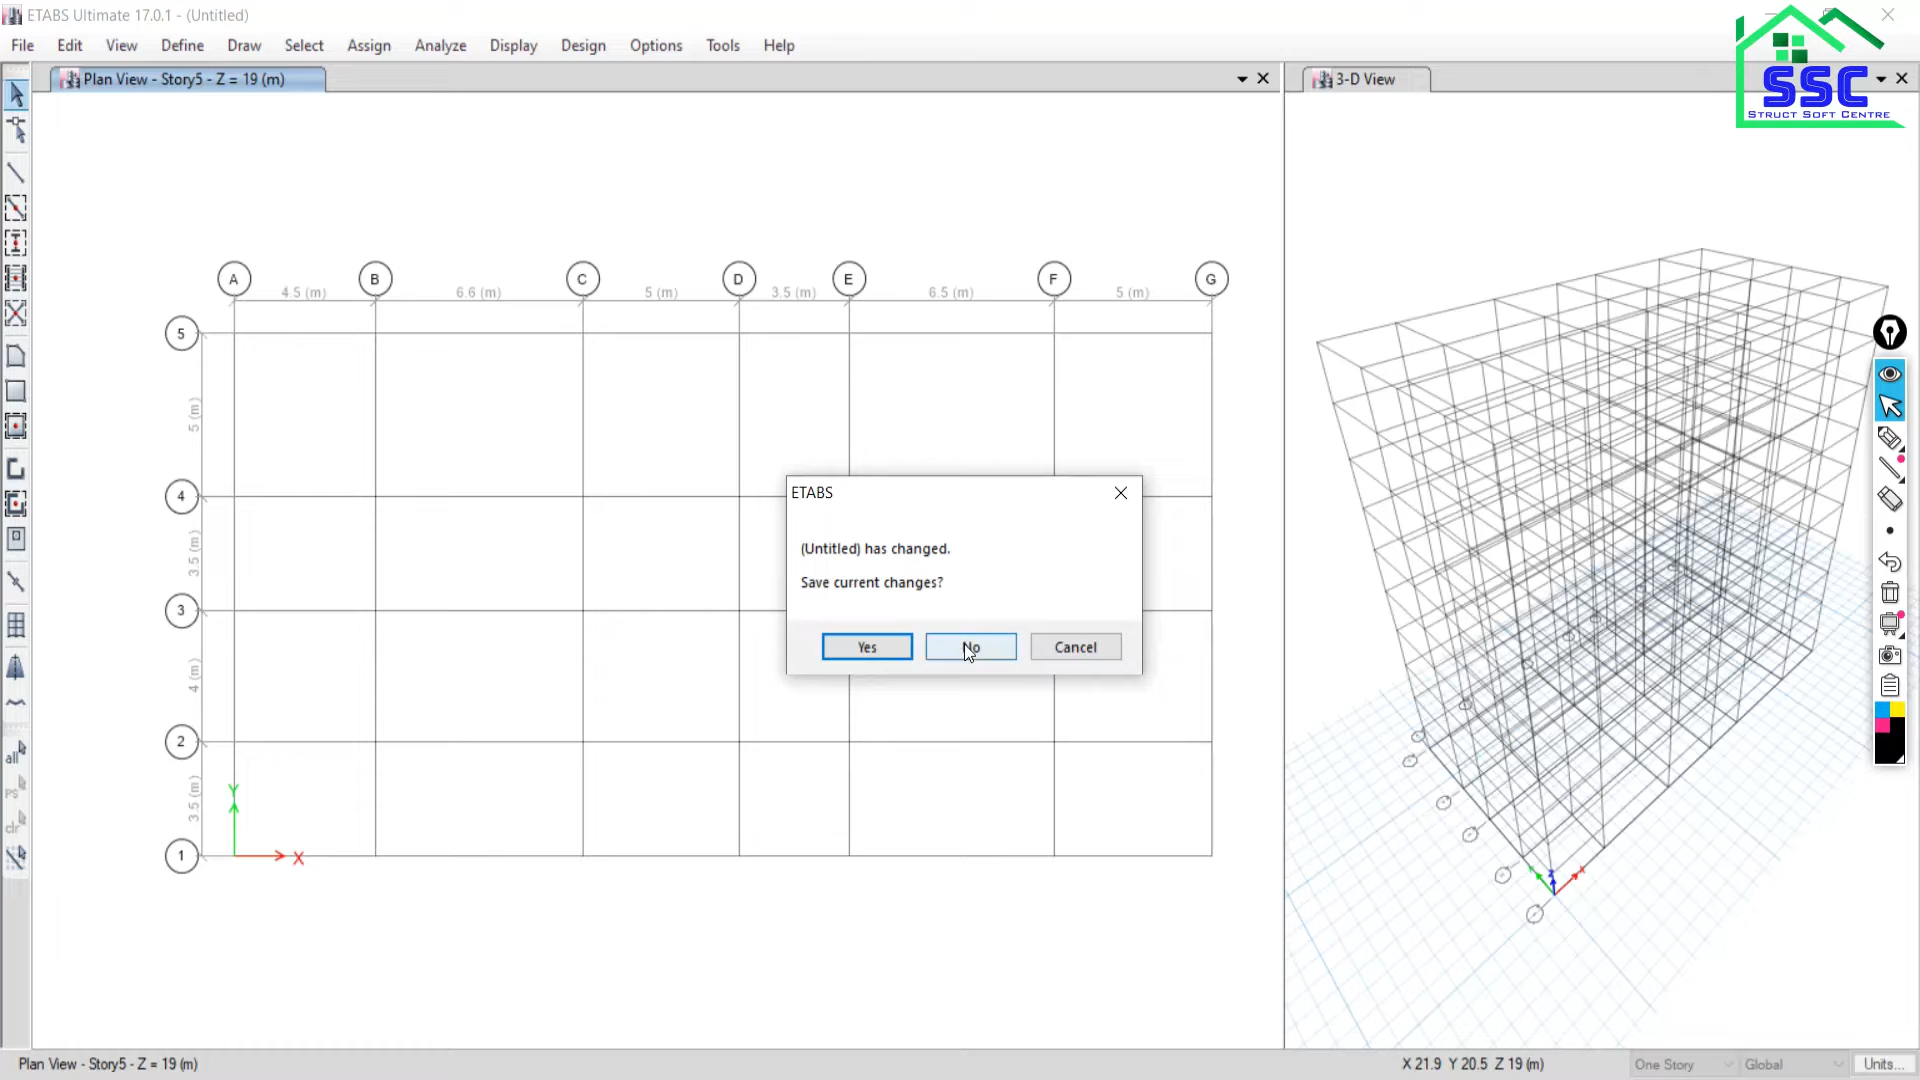 ETABS Ultimate 17.0.1 - (Untitled)
File Edit View Define Draw Select Assign Analyze Display Design Options Tools Help
SSC
STRUCT SOFT CENTRE
Plan View - Story5 - Z = 19 (m)
3-D View
A B C D E F G
4.5 (m) 6.6 (m) 5 (m) 3.5 (m) 6.5 (m) 5 (m)
5
5 (m)
4
3.5 (m)
3
4 (m)
2
3.5 (m)
1
Y
X
ETABS
(Untitled) has changed.
Save current changes?
Yes No Cancel
all
ps
clr
Plan View - Story5 - Z = 19 (m)
X 21.9 Y 20.5 Z 19 (m)
One Story
Global
Units...